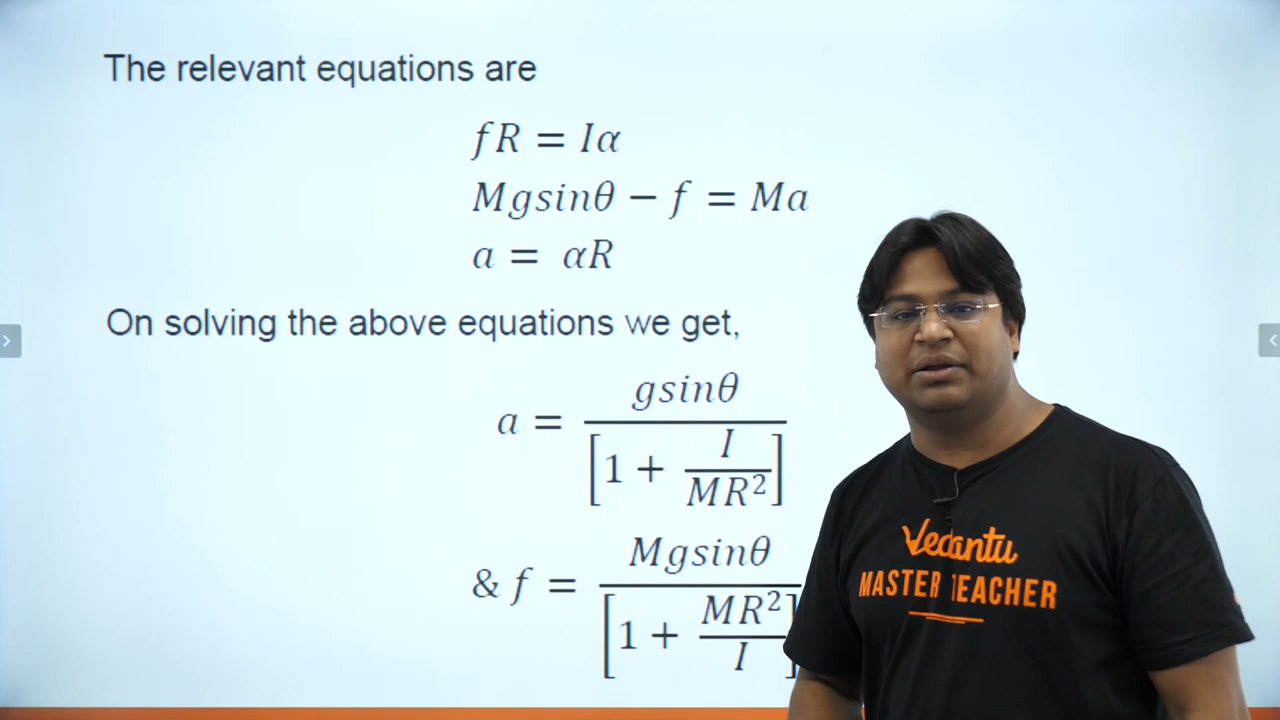 The relevant equations are
fR = Iα
Mgsinθ − f = Ma
a = αR
On solving the above equations we get,
a = gsinθ / [1 + I / MR²]
& f = Mgsinθ / [1 + MR² / I]
Vedantu
MASTER TEACHER